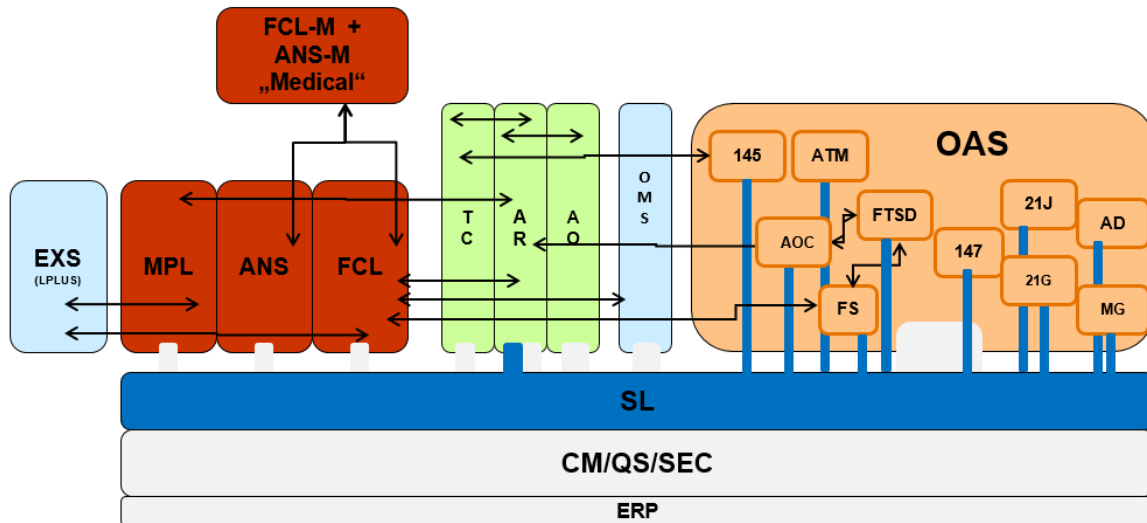 FCL-M +
ANS-M
„Medical“
OAS
145
ATM
O
M
S
21J
FTSD
AD
T
C
A
R
A
O
AOC
147
EXS
(LPLUS)
MPL
ANS
FCL
21G
FS
MG
SL
CM/QS/SEC
ERP